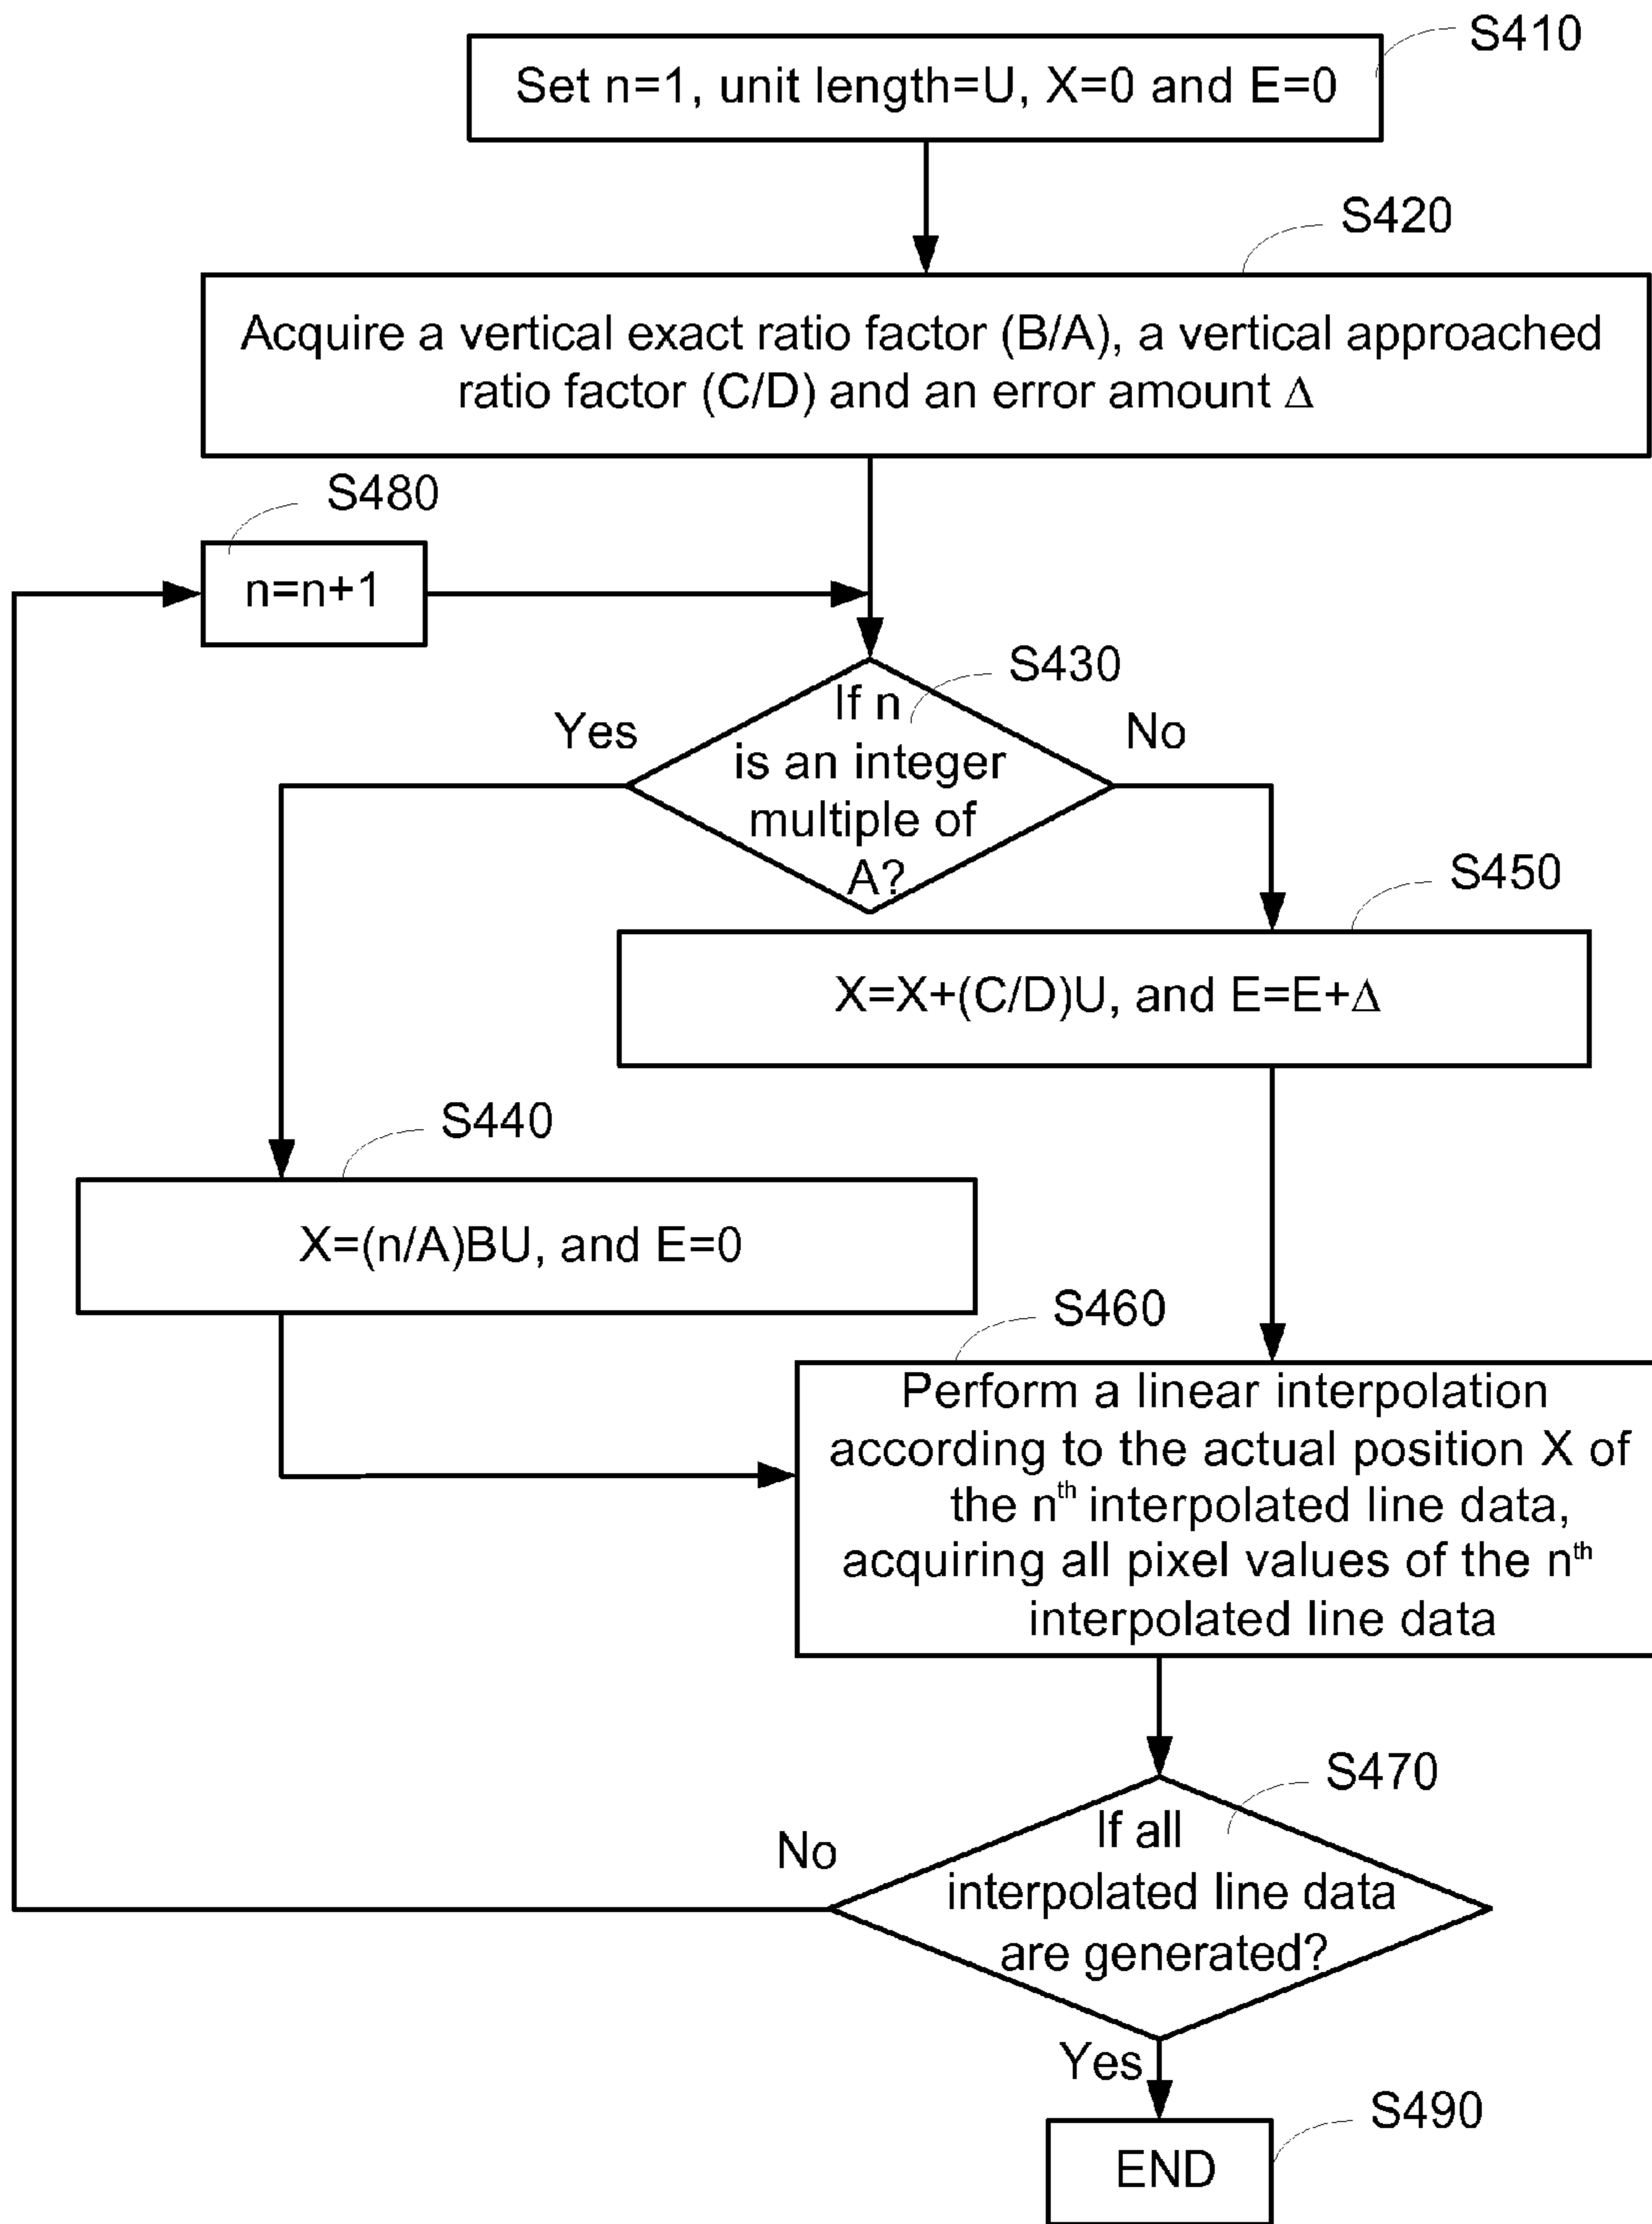 S410
Set n=1, unit length=U, X=0 and E=0
S420
Acquire a vertical exact ratio factor (B/A), a vertical approached
ratio factor (C/D) and an error amount Δ
S480
n=n+1
S430
If n
is an integer
multiple of
A?
Yes
No
S450
X=X+(C/D)U, and E=E+Δ
S440
X=(n/A)BU, and E=0
S460
Perform a linear interpolation
according to the actual position X of
the nth interpolated line data,
acquiring all pixel values of the nth
interpolated line data
S470
If all
interpolated line data
are generated?
No
Yes
S490
END